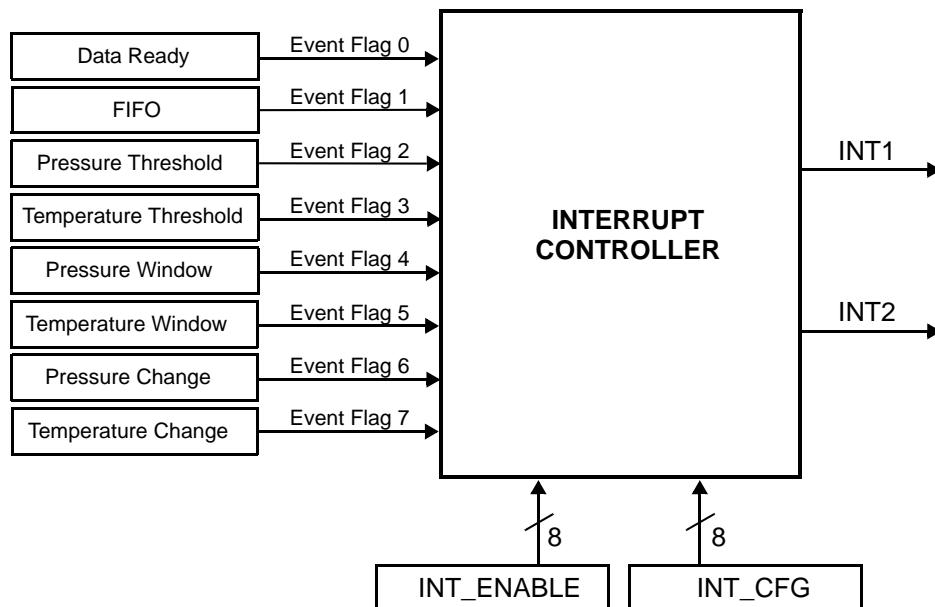 Data Ready
Event Flag 0
FIFO
Event Flag 1
Pressure Threshold
Event Flag 2
Temperature Threshold
Event Flag 3
Pressure Window
Event Flag 4
Temperature Window
Event Flag 5
Pressure Change
Event Flag 6
Temperature Change
Event Flag 7
INTERRUPT
CONTROLLER
INT1
INT2
8
8
INT_ENABLE
INT_CFG